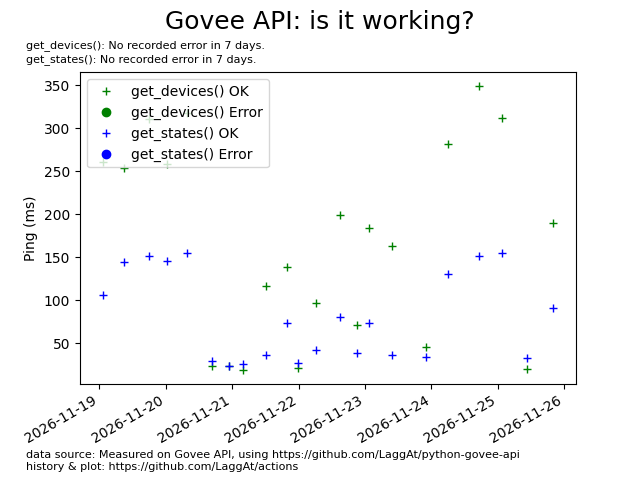 Govee API: is it working?
get_devices(): No recorded error in 7 days.
get_states(): No recorded error in 7 days.
get_devices() OK
get_devices() Error
get_states() OK
get_states() Error
Ping (ms)
350
300
250
200
150
100
50
2026-11-19
2026-11-20
2026-11-21
2026-11-22
2026-11-23
2026-11-24
2026-11-25
2026-11-26
data source: Measured on Govee API, using https://github.com/LaggAt/python-govee-api
history & plot: https://github.com/LaggAt/actions